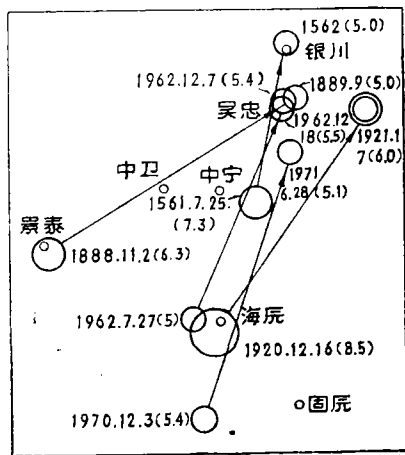 1562(5.0)
银川
1962.12.7(5.4)
1889.9(5.0)
吴忠
1962.12
18(5.5)
1921.1
7(6.0)
中卫
中宁
1971
6.28(5.1)
1561.7.25.
(7.3)
景泰
1888.11.2(6.3)
1962.7.27(5)
海原
1920.12.16(8.5)
1970.12.3(5.4)
固原